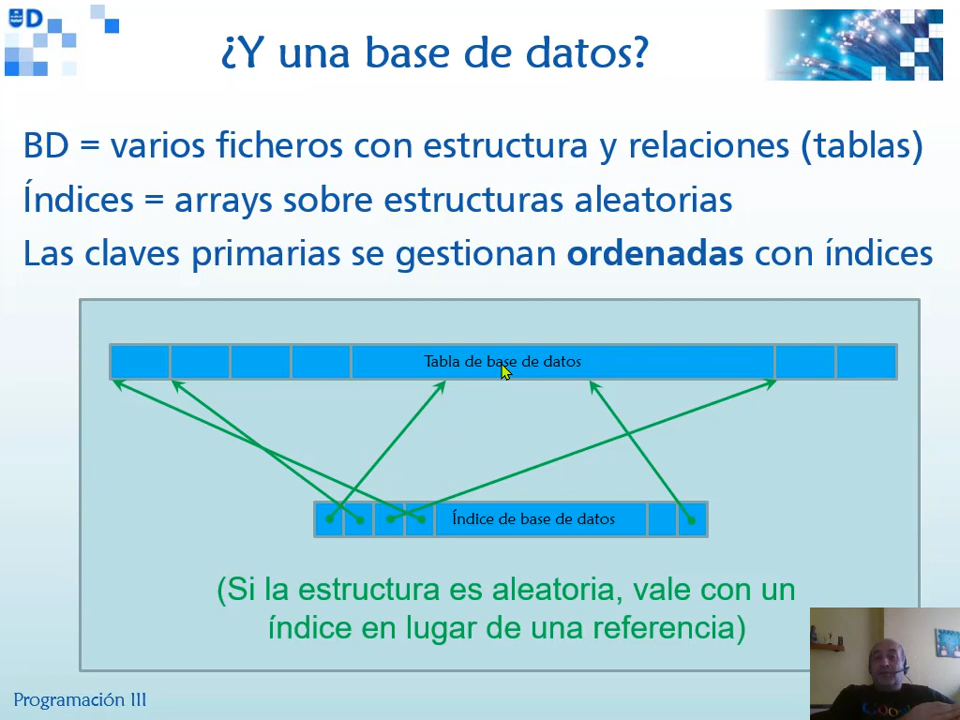 D
¿Y una base de datos?
BD = varios ficheros con estructura y relaciones (tablas)
Índices = arrays sobre estructuras aleatorias
Las claves primarias se gestionan ordenadas con índices
Tabla de base de datos
Índice de base de datos
(Si la estructura es aleatoria, vale con un
índice en lugar de una referencia)
Programación III